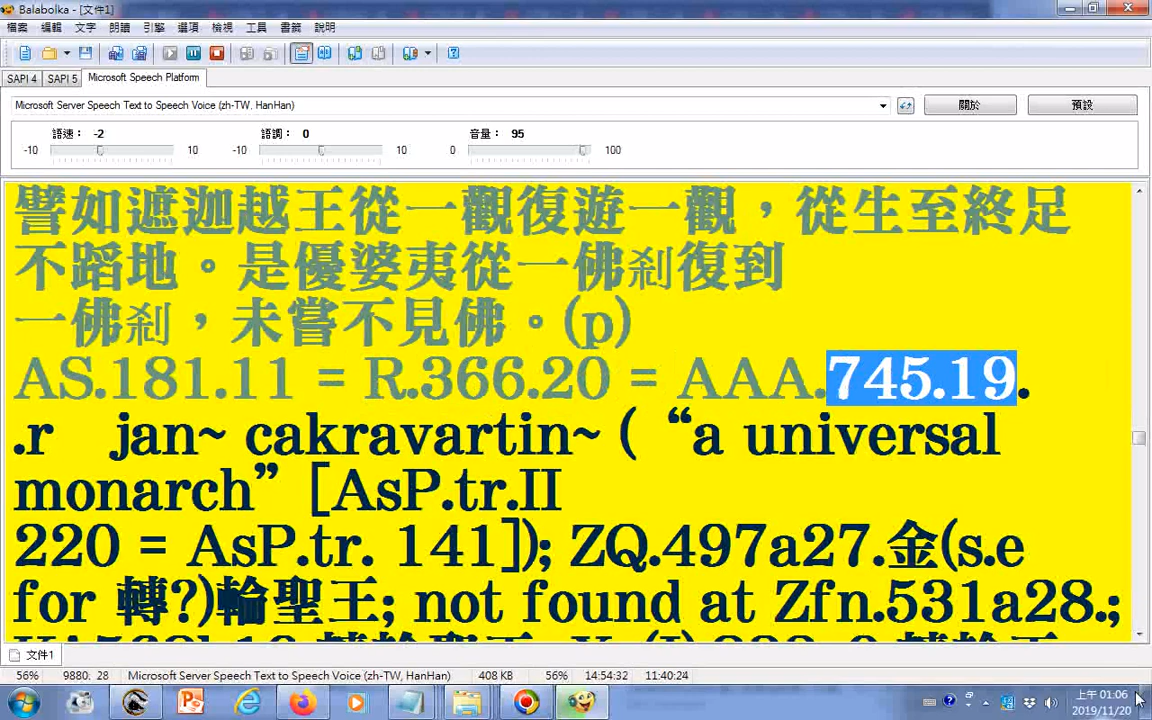 Balabolka - [文件1]
檔案 編輯 文字 朗讀 引擎 選項 檢視 工具 書籤 說明
SAPI 4 SAPI 5 Microsoft Speech Platform
Microsoft Server Speech Text to Speech Voice (zh-TW, HanHan) 關於 預設
語速： -2 語調： 0 音量： 95
-10 10 -10 10 0 100
譬如遮迦越王從一觀復遊一觀，從生至終足
不蹈地。是優婆夷從一佛剎復到
一佛剎，未嘗不見佛。(p)
AS.181.11 = R.366.20 = AAA.745.19.
.r jan~ cakravartin~ ( “a universal
monarch” [AsP.tr.II
220 = AsP.tr. 141]); ZQ.497a27.金(s.e
for 轉?)輪聖王; not found at Zfn.531a28.;
文件1
56% 9880. 28 Microsoft Server Speech Text to Speech Voice (zh-TW, HanHan) 408 KB 56% 14:54:32 11:40:24
上午 01:06
2019/11/20